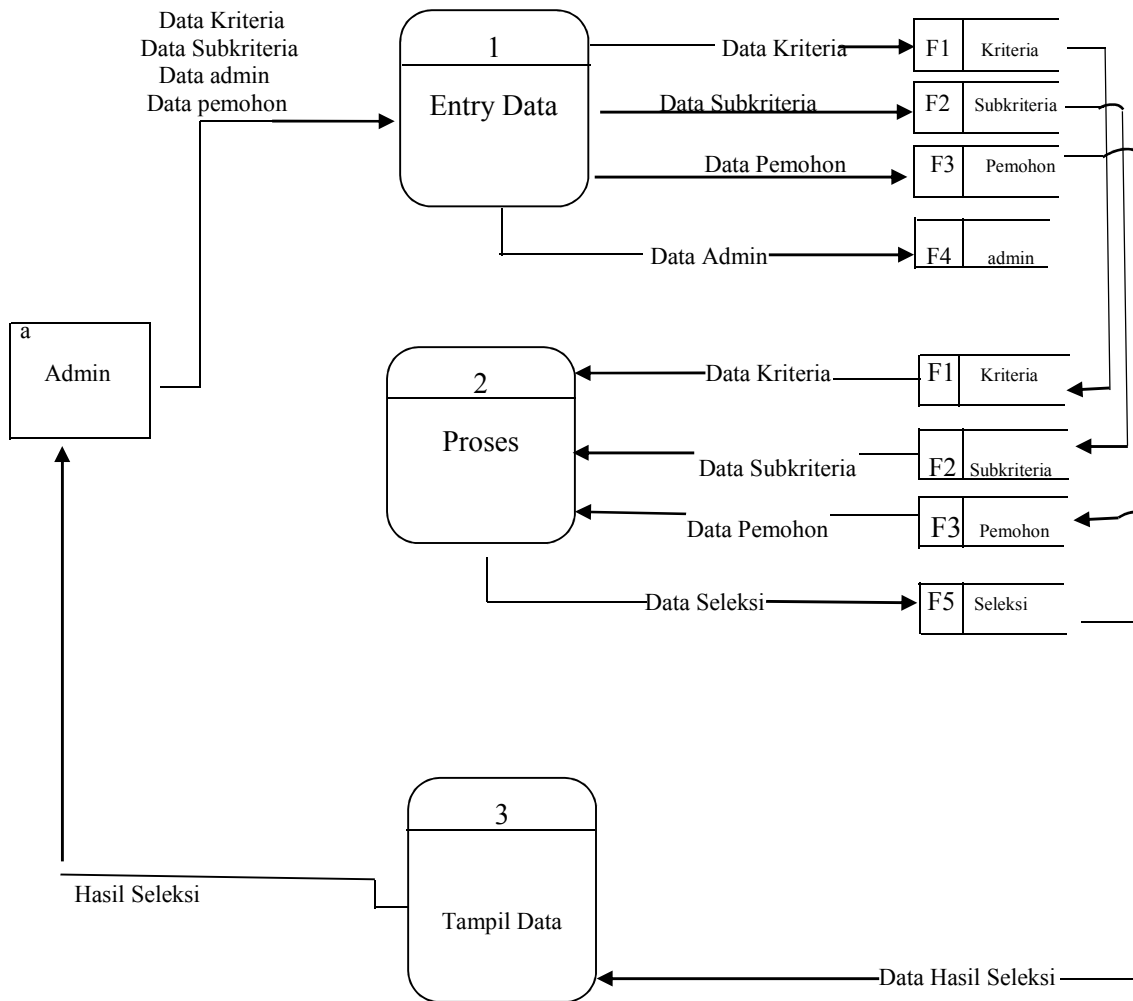 Data Kriteria
Data Subkriteria
Data admin
Data pemohon
1
Entry Data
Data Kriteria
F1 Kriteria
Data Subkriteria
F2 Subkriteria
Data Pemohon
F3 Pemohon
Data Admin
F4 admin
a
Admin
2
Proses
Data Kriteria
F1 Kriteria
Data Subkriteria
F2 Subkriteria
Data Pemohon
F3 Pemohon
Data Seleksi
F5 Seleksi
3
Tampil Data
Hasil Seleksi
Data Hasil Seleksi